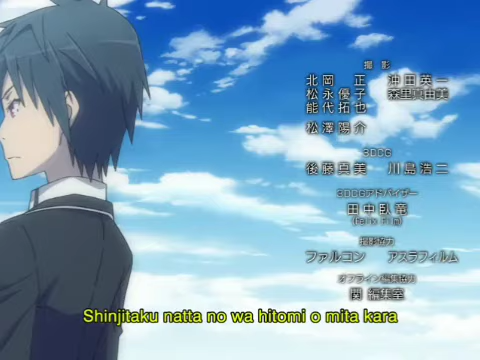 撮影
北岡 正 沖田英一
松永優子 森里真由美
能代拓也
松澤陽介
3DCG
後藤真美 川島浩二
3DCGアドバイザー
田中臥竜
撮影協力
ファルコン アスラフィルム
オフライン編集協力
関 編集室
Shinjitaku natta no wa hitomi o mita kara